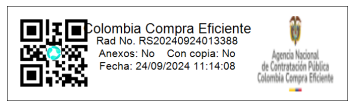 Colombia Compra Eficiente
Rad No. RS20240924013388
Anexos: No Con copia: No
Fecha: 24/09/2024 11:14:08
Agencia Nacional
de Contratación Pública
Colombia Compra Eficiente